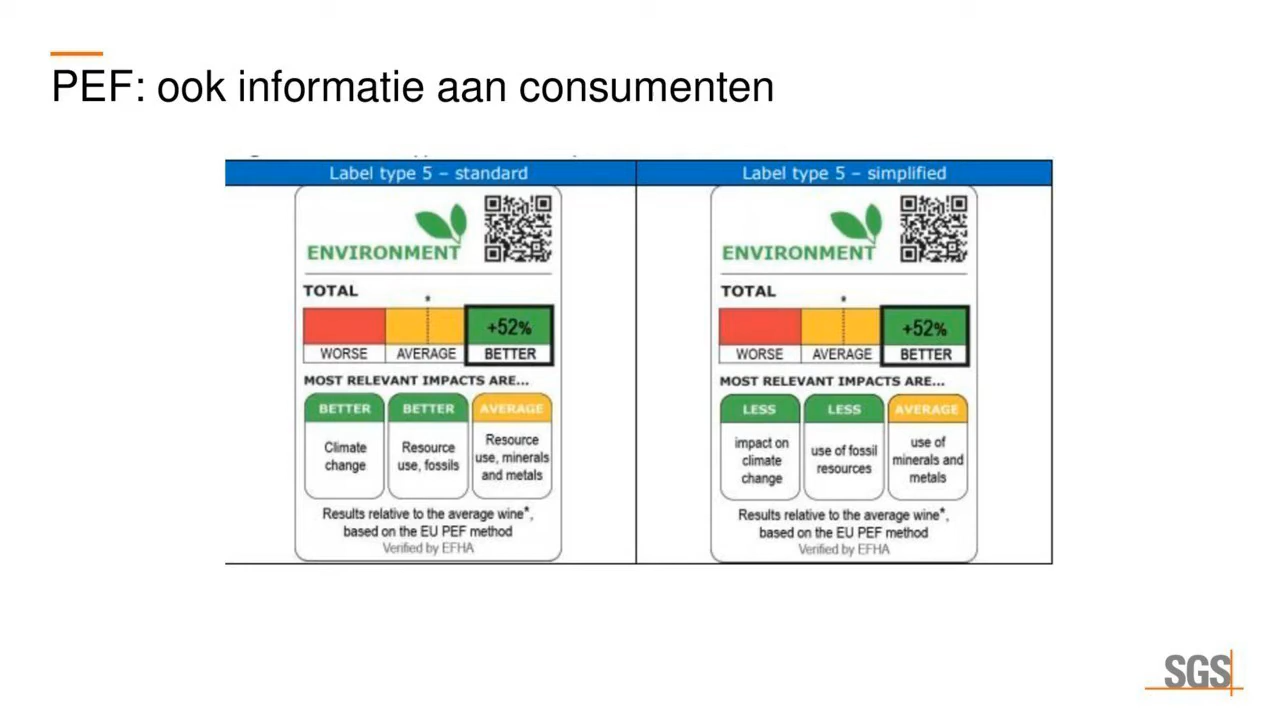 PEF: ook informatie aan consumenten
Label type 5 – standard
Label type 5 – simplified
ENVIRONMENT
TOTAL
*
+52%
WORSE
AVERAGE
BETTER
MOST RELEVANT IMPACTS ARE...
BETTER
BETTER
AVERAGE
Climate
change
Resource
use, fossils
Resource
use, minerals
and metals
Results relative to the average wine*,
based on the EU PEF method
Verified by EFHA
ENVIRONMENT
TOTAL
*
+52%
WORSE
AVERAGE
BETTER
MOST RELEVANT IMPACTS ARE...
LESS
LESS
AVERAGE
impact on
climate
change
use of fossil
resources
use of
minerals and
metals
Results relative to the average wine*,
based on the EU PEF method
Verified by EFHA
SGS